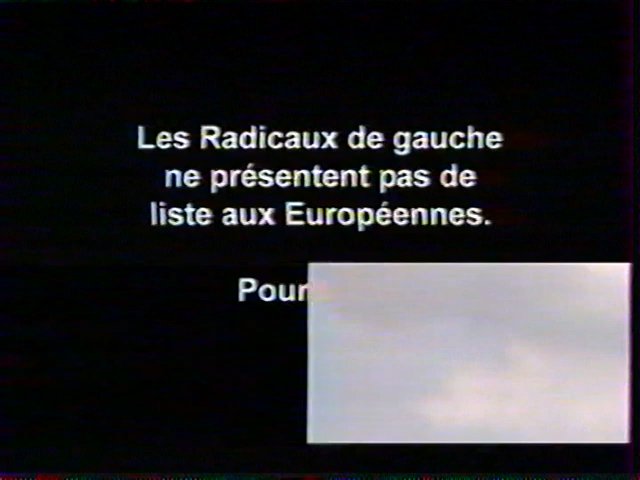 Les Radicaux de gauche
ne présentent pas de
liste aux Européennes.
Pour